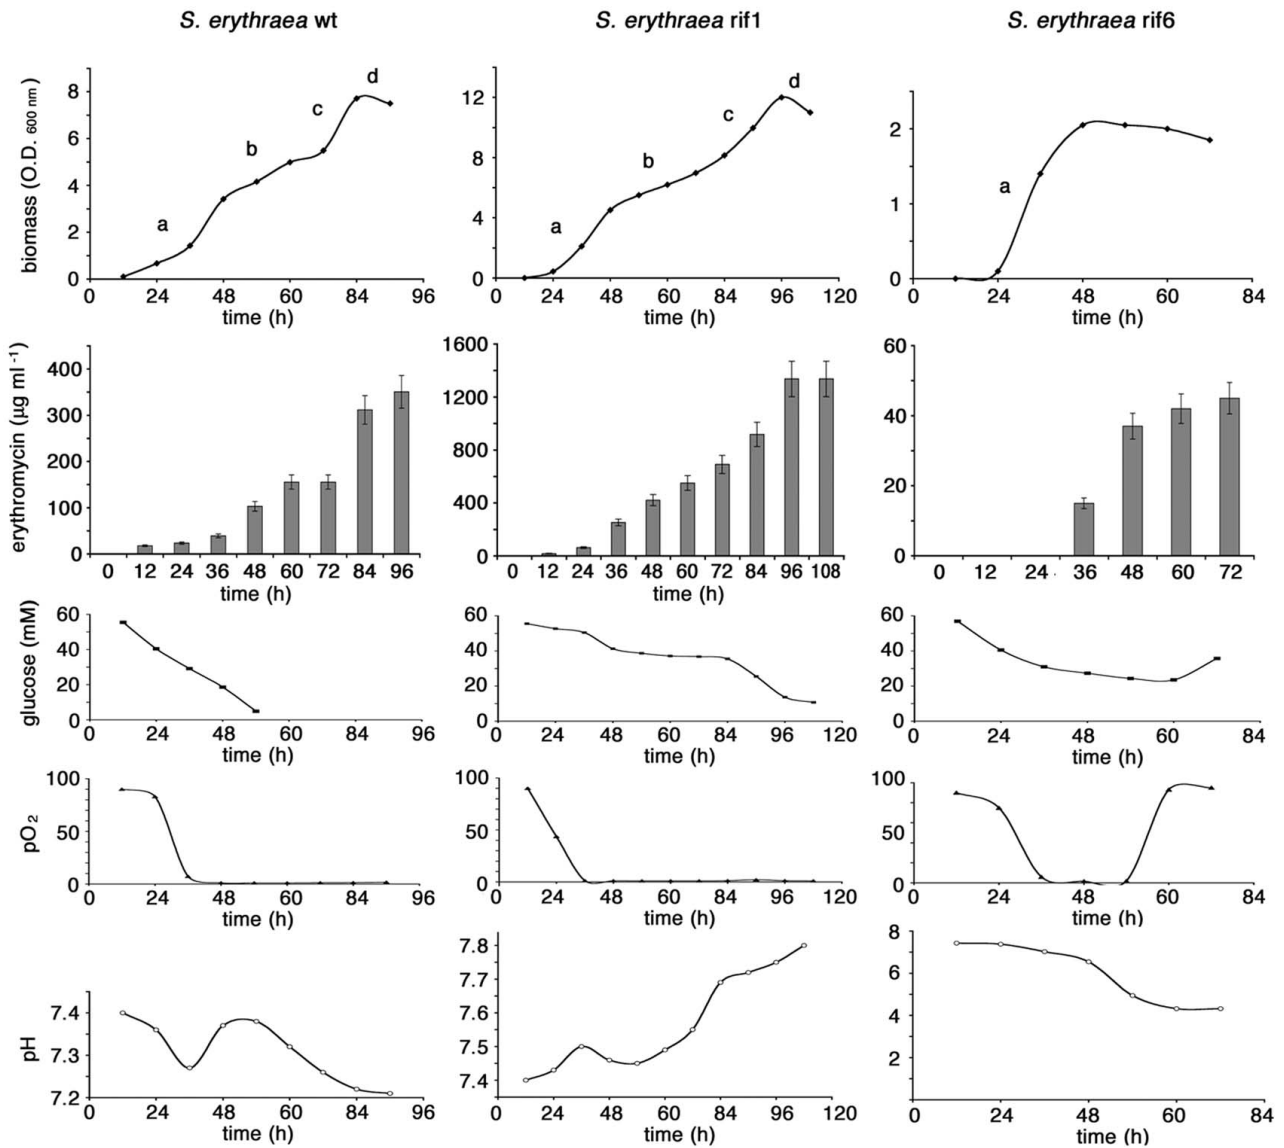 S. erythraea wt
S. erythraea rif1
S. erythraea rif6
biomass (O.D. 600 nm)
8
6
4
2
0
a
b
c
d
0 24 48 60 84 96
time (h)
12
8
4
0
a
b
c
d
0 24 48 60 84 96 120
time (h)
2
1
0
a
0 24 48 60 84
time (h)
erythromycin (µg ml -1)
400
300
200
100
0
0 12 24 36 48 60 72 84 96
time (h)
1600
1200
800
400
0
0 12 24 36 48 60 72 84 96 108
time (h)
60
40
20
0
0 12 24 36 48 60 72
time (h)
glucose (mM)
60
40
20
0
0 24 48 60 84 96
time (h)
60
40
20
0
0 24 48 60 84 96 120
time (h)
60
40
20
0
0 24 48 60 84
time (h)
pO2
100
50
0
0 24 48 60 84 96
time (h)
100
50
0
0 24 48 60 84 96 120
time (h)
100
50
0
0 24 48 60 84
time (h)
pH
7.4
7.3
7.2
0 24 48 60 84 96
time (h)
7.8
7.7
7.6
7.5
7.4
0 24 48 60 84 96 120
time (h)
8
6
4
2
0 24 48 60 84
time (h)